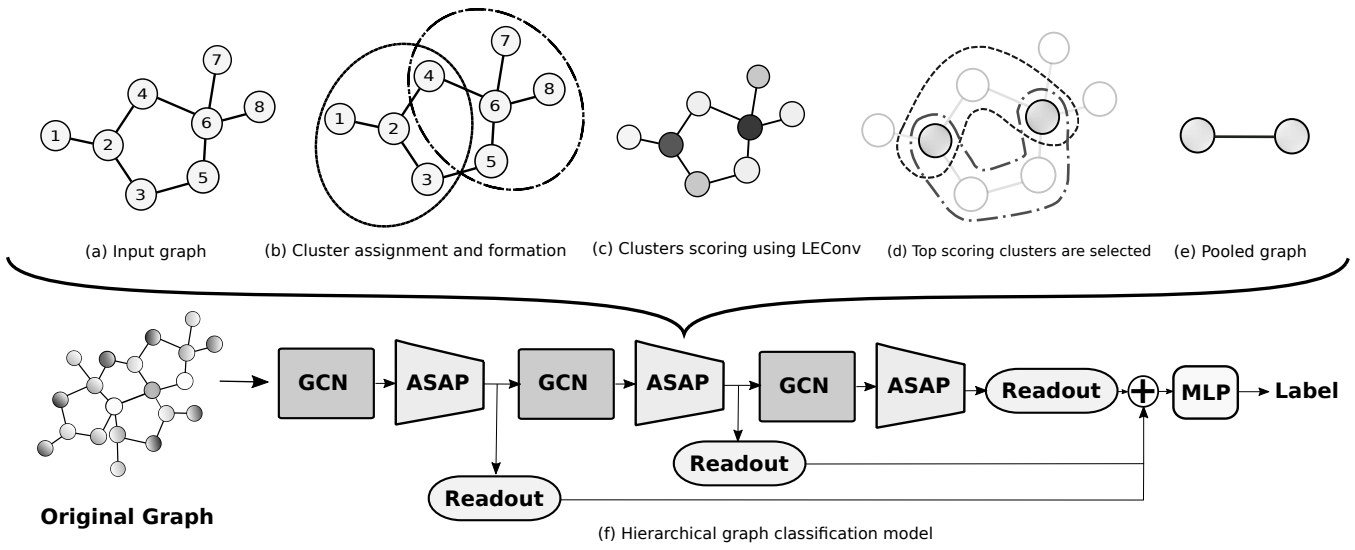 7
4
8
6
1
2
5
3
7
4
8
6
1
2
5
3
(a) Input graph
(b) Cluster assignment and formation
(c) Clusters scoring using LEConv
(d) Top scoring clusters are selected
(e) Pooled graph
GCN
ASAP
GCN
ASAP
GCN
ASAP
Readout
+
MLP
Label
Readout
Readout
Original Graph
(f) Hierarchical graph classification model